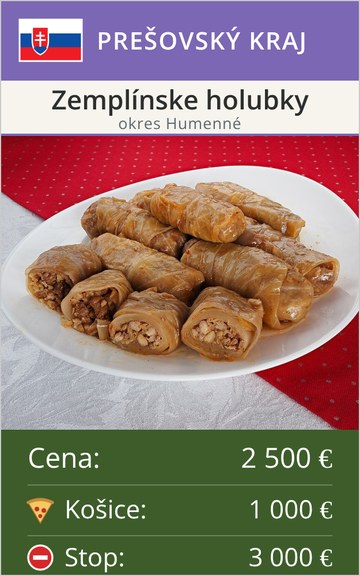 PREŠOVSKÝ KRAJ
Zemplínske holubky
okres Humenné
Cena: 2 500 €
Košice: 1 000 €
Stop: 3 000 €